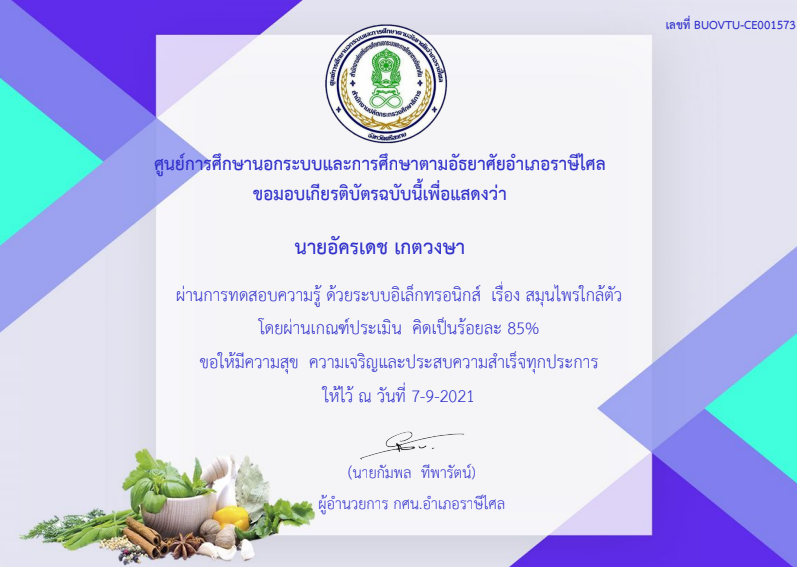 เลขที่ BUOVTU-CE001573
ศูนย์การศึกษานอกระบบและการศึกษาตามอัธยาศัยอำเภอราษีไศล
ขอมอบเกียรติบัตรฉบับนี้เพื่อแสดงว่า
นายอัครเดช เกตวงษา
ผ่านการทดสอบความรู้ ด้วยระบบอิเล็กทรอนิกส์ เรื่อง สมุนไพรใกล้ตัว
โดยผ่านเกณฑ์ประเมิน คิดเป็นร้อยละ 85%
ขอให้มีความสุข ความเจริญและประสบความสำเร็จทุกประการ
ให้ไว้ ณ วันที่ 7-9-2021
(นายกัมพล ทีพารัตน์)
ผู้อำนวยการ กศน.อำเภอราษีไศล